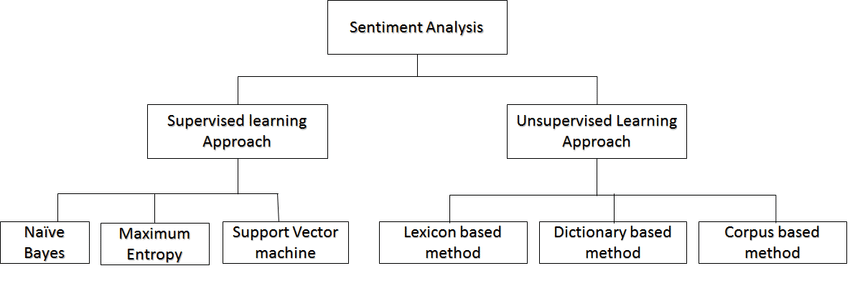 Sentiment Analysis
Supervised learning
Approach
Unsupervised Learning
Approach
Naïve
Bayes
Maximum
Entropy
Support Vector
machine
Lexicon based
method
Dictionary based
method
Corpus based
method